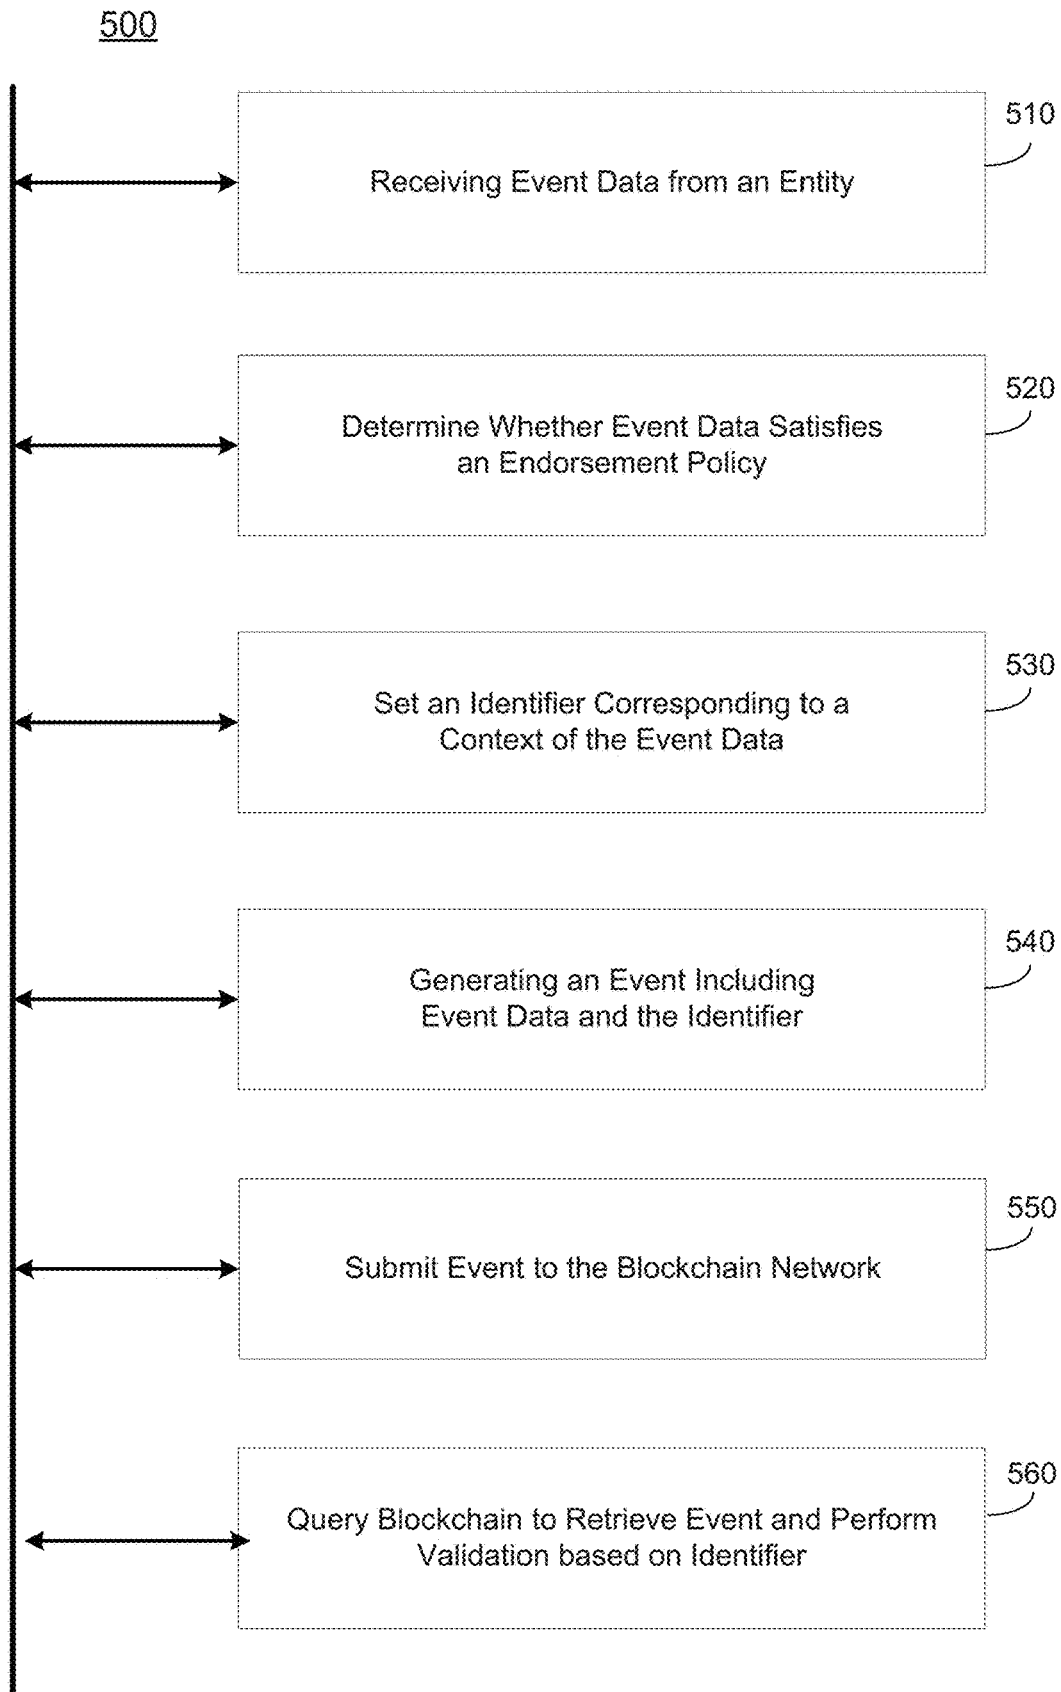 500
510
Receiving Event Data from an Entity
520
Determine Whether Event Data Satisfies
an Endorsement Policy
530
Set an Identifier Corresponding to a
Context of the Event Data
540
Generating an Event Including
Event Data and the Identifier
550
Submit Event to the Blockchain Network
560
Query Blockchain to Retrieve Event and Perform
Validation based on Identifier